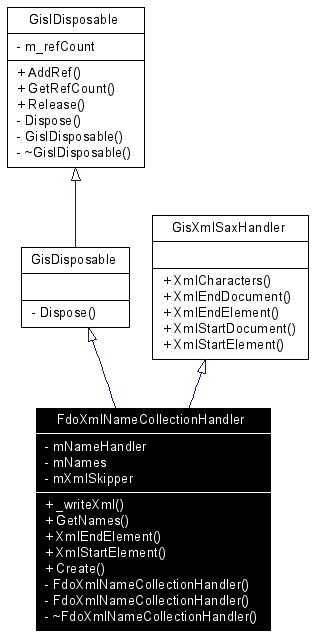 GisIDisposable
- m_refCount
+ AddRef()
+ GetRefCount()
+ Release()
- Dispose()
- GisIDisposable()
- ~GisIDisposable()
GisDisposable
- Dispose()
GisXmlSaxHandler
+ XmlCharacters()
+ XmlEndDocument()
+ XmlEndElement()
+ XmlStartDocument()
+ XmlStartElement()
FdoXmlNameCollectionHandler
- mNameHandler
- mNames
- mXmlSkipper
+ _writeXml()
+ GetNames()
+ XmlEndElement()
+ XmlStartElement()
+ Create()
- FdoXmlNameCollectionHandler()
- FdoXmlNameCollectionHandler()
- ~FdoXmlNameCollectionHandler()